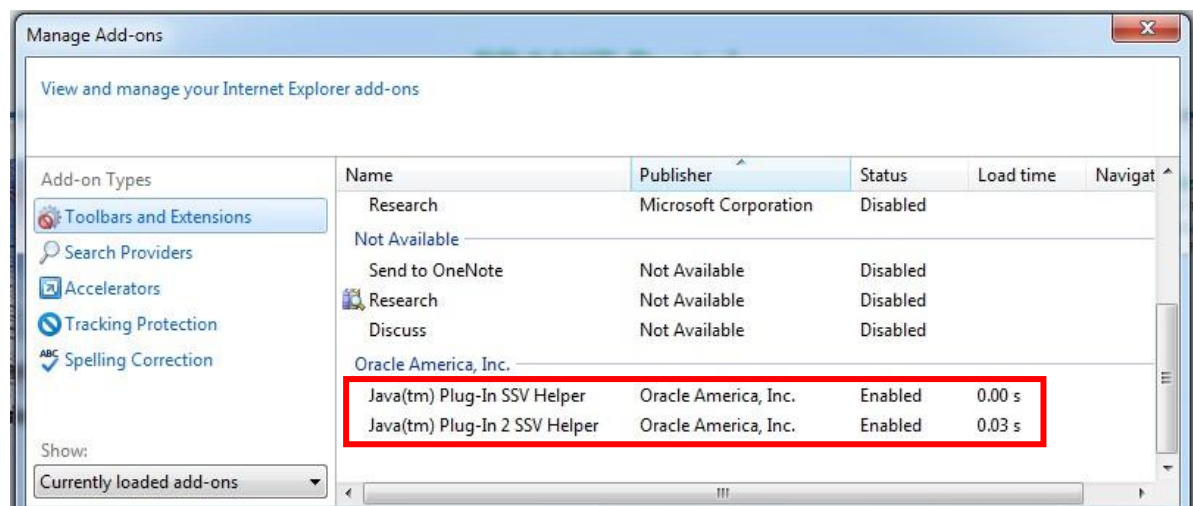 Manage Add-ons
View and manage your Internet Explorer add-ons
Add-on Types
Toolbars and Extensions
Search Providers
Accelerators
Tracking Protection
ABC Spelling Correction
Show:
Currently loaded add-ons
Name Publisher Status Load time Navigat
Research Microsoft Corporation Disabled
Not Available
Send to OneNote Not Available Disabled
Research Not Available Disabled
Discuss Not Available Disabled
Oracle America, Inc.
Java(tm) Plug-In SSV Helper Oracle America, Inc. Enabled 0.00 s
Java(tm) Plug-In 2 SSV Helper Oracle America, Inc. Enabled 0.03 s